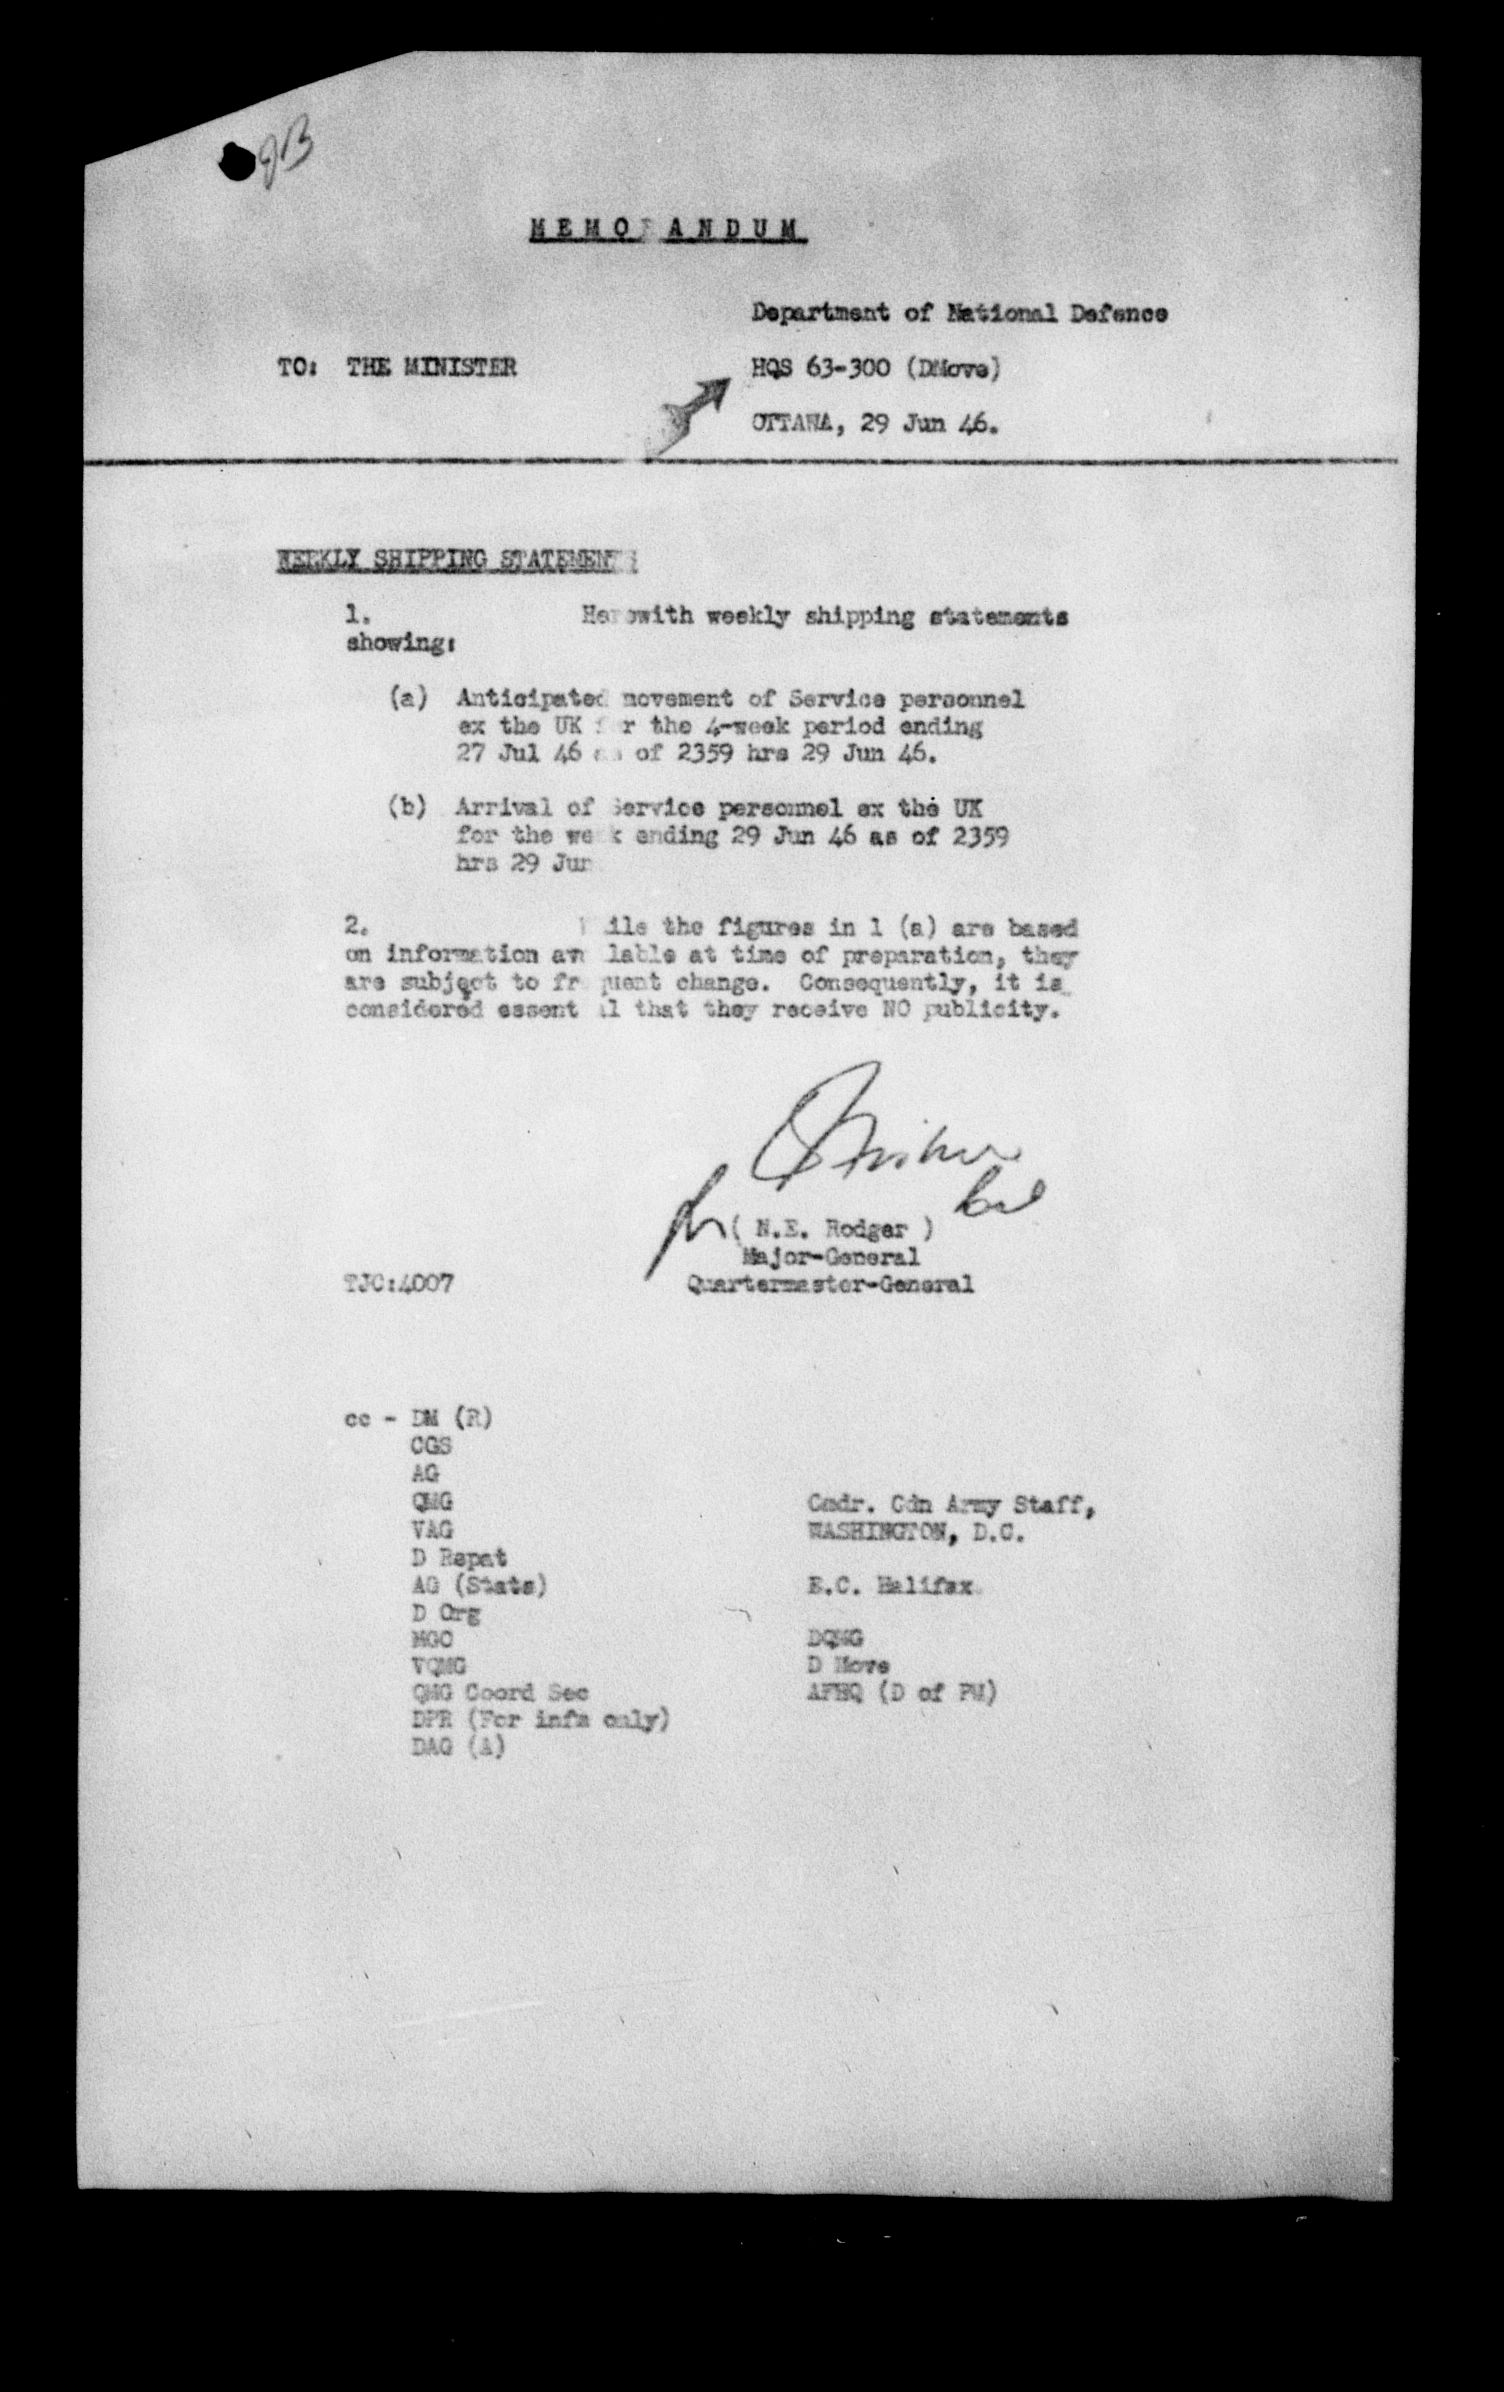 MEMORANDUM
Department of National Defence
TO: THE MINISTER
HQS 63-300 (DMove)
OTTAWA, 29 Jun 46.
WEEKLY SHIPPING STATEMENTS
1. Herewith weekly shipping statements
showing:
(a) Anticipated movement of Service personnel
ex the UK for the 4-week period ending
27 Jul 46 as of 2359 hrs 29 Jun 46.
(b) Arrival of Service personnel ex the UK
for the week ending 29 Jun 46 as of 2359
hrs 29 Jun
2. While the figures in 1 (a) are based
on information available at time of preparation, they
are subject to frequent change. Consequently, it is
considered essential that they receive NO publicity.
for
Col
( N.E. Rodger )
Major-General
TJC:4007
Quartermaster-General
cc - DM (R)
CGS
AG
QMG
VAG
D Repat
AG (Stats)
D Org
MGO
VQMG
QMG Coord Sec
DPR (For infm only)
DAG (A)
Cmdr. Cdn Army Staff,
WASHINGTON, D.C.
E.C. Halifax.
DQMG
D Move
AFHQ (D of PM)